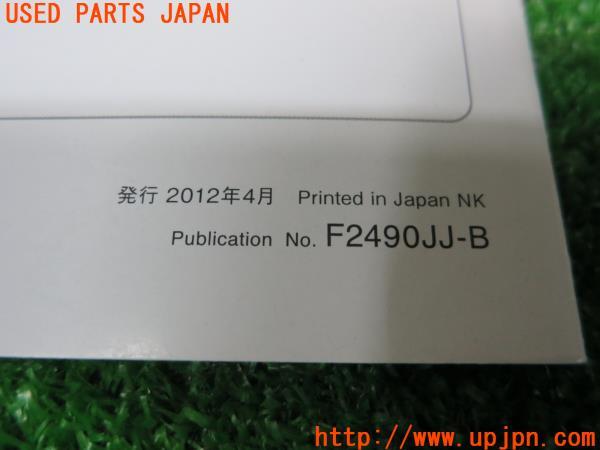 USED PARTS JAPAN
発行 2012年4月 Printed in Japan NK
Publication No. F2490JJ-B
http://www.upjpn.com